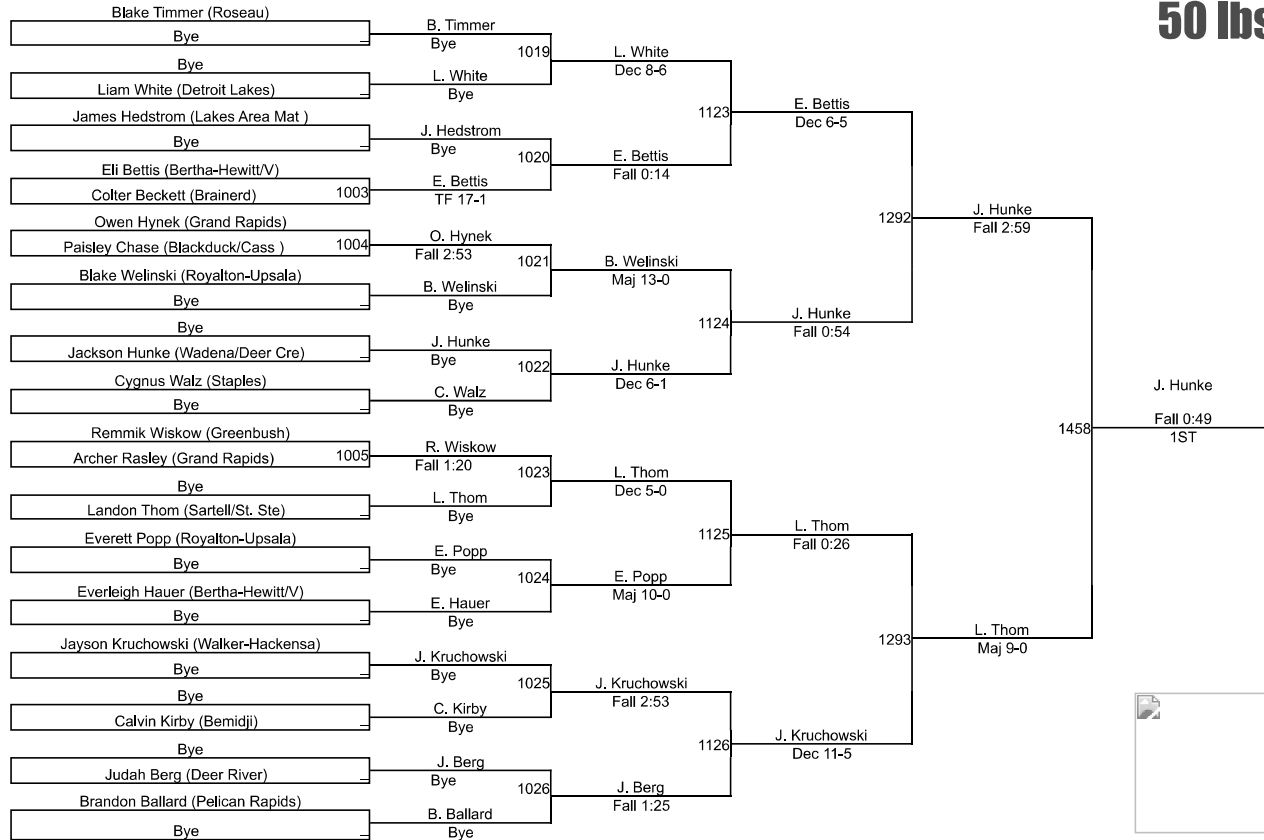 50 lbs
Blake Timmer (Roseau)
Bye
Bye
Liam White (Detroit Lakes)
James Hedstrom (Lakes Area Mat )
Bye
Eli Bettis (Bertha-Hewitt/V)
Colter Beckett (Brainerd)
1003
Owen Hynek (Grand Rapids)
Paisley Chase (Blackduck/Cass )
1004
Blake Welinski (Royalton-Upsala)
Bye
Bye
Jackson Hunke (Wadena/Deer Cre)
Cygnus Walz (Staples)
Bye
Remmik Wiskow (Greenbush)
Archer Rasley (Grand Rapids)
1005
Bye
Landon Thom (Sartell/St. Ste)
Everett Popp (Royalton-Upsala)
Bye
Everleigh Hauer (Bertha-Hewitt/V)
Bye
Jayson Kruchowski (Walker-Hackensa)
Bye
Bye
Calvin Kirby (Bemidji)
Bye
Judah Berg (Deer River)
Brandon Ballard (Pelican Rapids)
Bye
B. Timmer
Bye
1019
L. White
Bye
J. Hedstrom
Bye
1020
E. Bettis
TF 17-1
O. Hynek
Fall 2:53
1021
B. Welinski
Bye
J. Hunke
Bye
1022
C. Walz
Bye
R. Wiskow
Fall 1:20
1023
L. Thom
Bye
E. Popp
Bye
1024
E. Hauer
Bye
J. Kruchowski
Bye
1025
C. Kirby
Bye
J. Berg
Bye
1026
B. Ballard
Bye
L. White
Dec 8-6
1123
E. Bettis
Fall 0:14
B. Welinski
Maj 13-0
1124
J. Hunke
Dec 6-1
L. Thom
Dec 5-0
1125
E. Popp
Maj 10-0
J. Kruchowski
Fall 2:53
1126
J. Berg
Fall 1:25
E. Bettis
Dec 6-5
1292
J. Hunke
Fall 0:54
L. Thom
Fall 0:26
1293
J. Kruchowski
Dec 11-5
J. Hunke
Fall 2:59
1458
L. Thom
Maj 9-0
J. Hunke
Fall 0:49
1ST